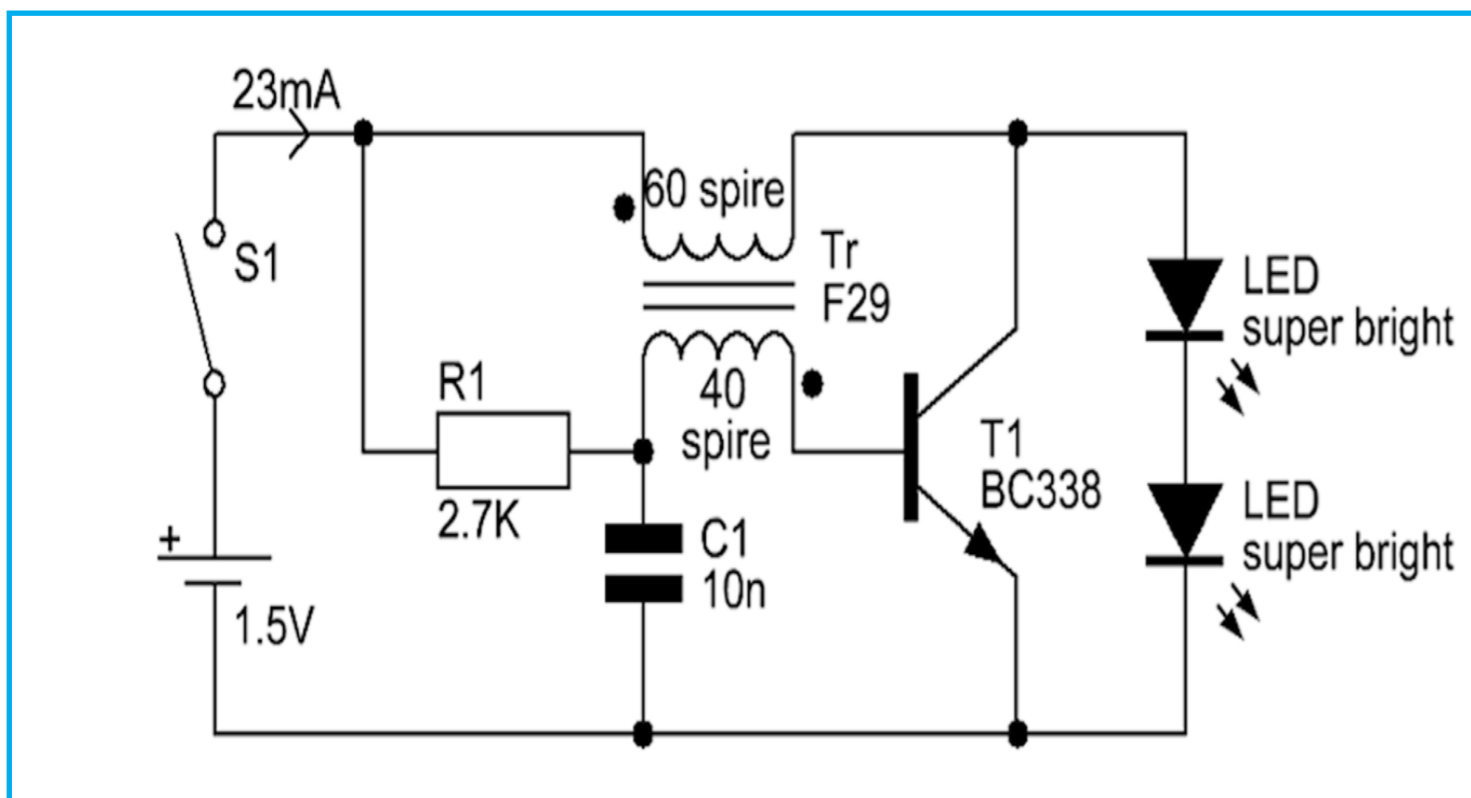 23mA
60 spire
Tr
F29
S1
R1
2.7K
40
spire
C1
10n
T1
BC338
LED
super bright
LED
super bright
+
1.5V